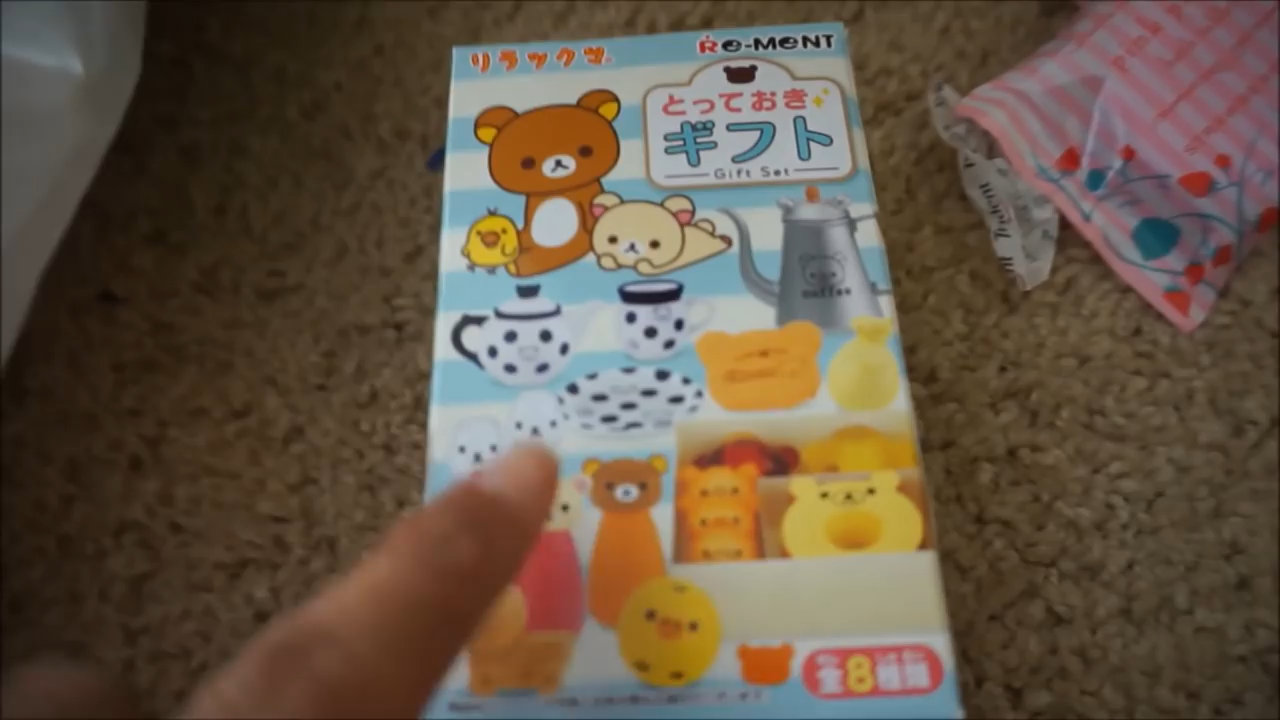 リラックマ
Re-MeNT
とっておき
ギフト
Gift Set
coffee
全8種類